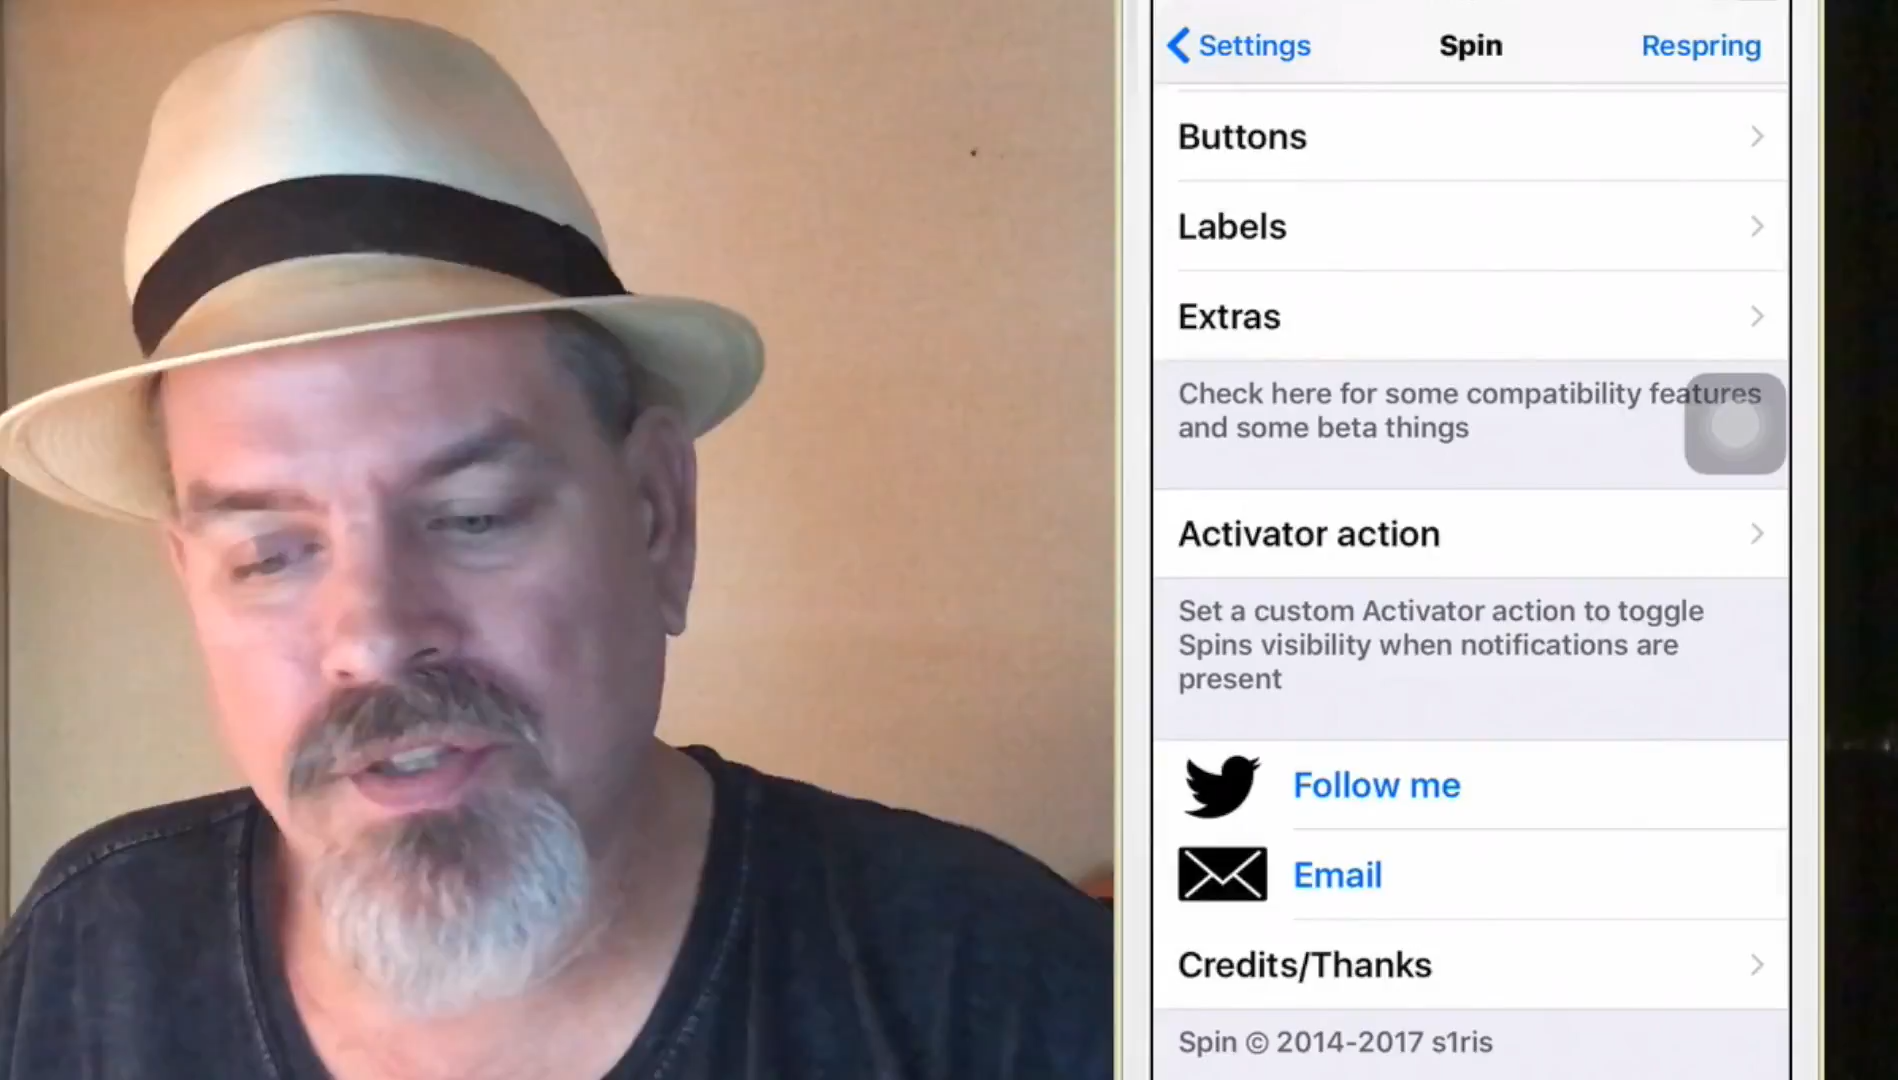 Settings
Spin
Respring
Buttons
Labels
Extras
Check here for some compatibility features
and some beta things
Activator action
Set a custom Activator action to toggle
Spins visibility when notifications are
present
Follow me
Email
Credits/Thanks
Spin © 2014-2017 s1ris